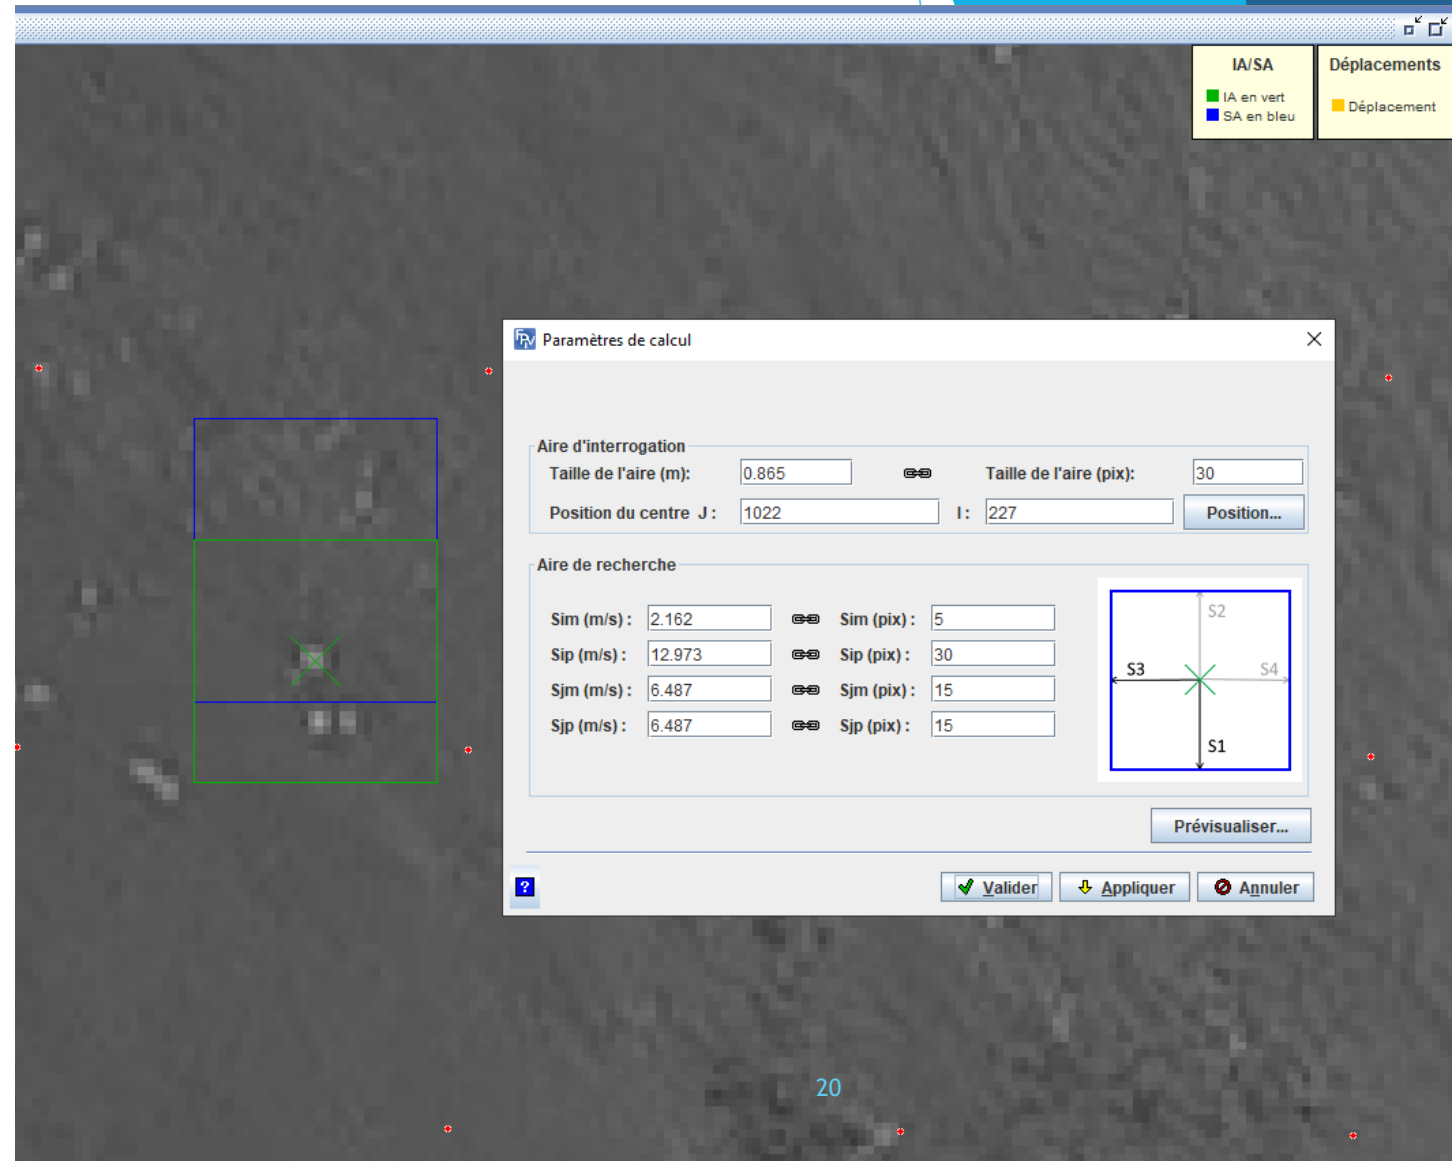 IA/SA
IA en vert
SA en bleu
Déplacements
Déplacement
Paramètres de calcul
Aire d'interrogation
Taille de l'aire (m): 0.865 Taille de l'aire (pix): 30
Position du centre J : 1022 I : 227 Position...
Aire de recherche
Sim (m/s) : 2.162 Sim (pix) : 5
Sip (m/s) : 12.973 Sip (pix) : 30
Sjm (m/s) : 6.487 Sjm (pix) : 15
Sjp (m/s) : 6.487 Sjp (pix) : 15
S2
S3 S4
S1
Prévisualiser...
? Valider Appliquer Annuler
20